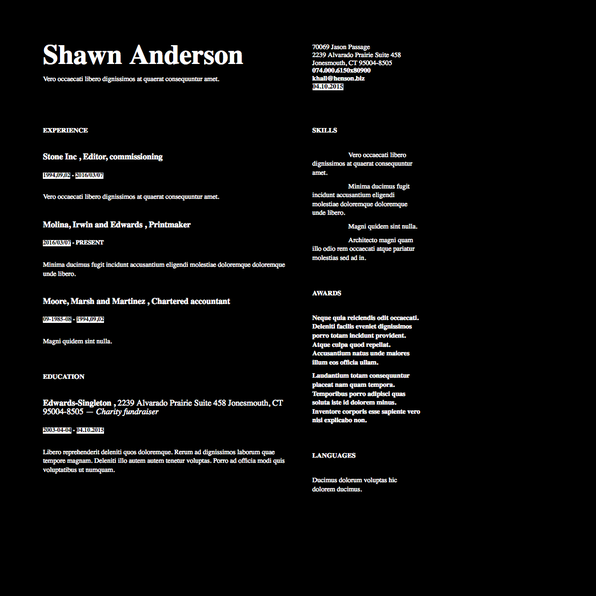 Shawn Anderson
Vero occaecati libero dignissimos at quaerat consequuntur amet.
70069 Jason Passage
2239 Alvarado Prairie Suite 458
Jonesmouth, CT 95004-8505
074.000.6150x80900
khall@henson.biz
04.10.2015
EXPERIENCE
Stone Inc , Editor, commissioning
1994.09.02 - 2016/03/07
Vero occaecati libero dignissimos at quaerat consequuntur amet.
Molina, Irwin and Edwards , Printmaker
2016/03/07 - PRESENT
Minima ducimus fugit incidunt accusantium eligendi molestiae doloremque doloremque
unde libero.
Moore, Marsh and Martinez , Chartered accountant
09-1985-08 - 1994.09.02
Magni quidem sint nulla.
EDUCATION
Edwards-Singleton , 2239 Alvarado Prairie Suite 458 Jonesmouth, CT
95004-8505 — Charity fundraiser
2003-04-04 - 04.10.2015
Libero reprehenderit deleniti quos doloremque. Rerum ad dignissimos laborum quae
tempore magnam. Deleniti illo autem autem tenetur voluptas. Porro ad officia modi quis
voluptatibus ut numquam.
SKILLS
Vero occaecati libero
dignissimos at quaerat consequuntur
amet.
Minima ducimus fugit
incidunt accusantium eligendi
molestiae doloremque doloremque
unde libero.
Magni quidem sint nulla.
Architecto magni quam
illo odio rem occaecati atque pariatur
molestias sed ad in.
AWARDS
Neque quia reiciendis odit occaecati.
Deleniti facilis eveniet dignissimos
porro totam incidunt provident.
Atque culpa quod repellat.
Accusantium natus unde maiores
illum eos officia ullam.
Laudantium totam consequuntur
placeat nam quam tempora.
Temporibus porro adipisci quas
soluta iste id dolorem minus.
Inventore corporis esse sapiente vero
nisi explicabo non.
LANGUAGES
Ducimus dolorum voluptas hic
dolorem ducimus.